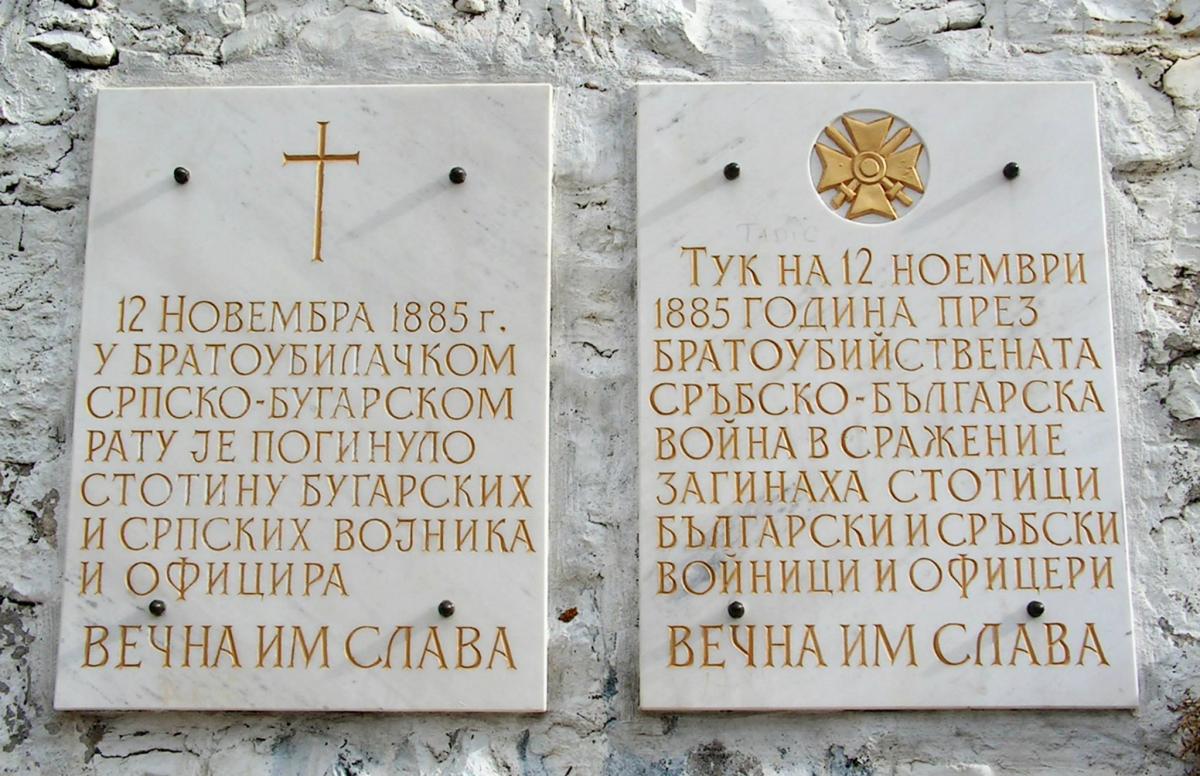 12 НОВЕМБРА 1885 г.
У БРАТОУБИЛАЧКОМ
СРПСКО-БУГАРСКОМ
РАТУ ЈЕ ПОГИНУЛО
СТОТИНУ БУГАРСКИХ
И СРПСКИХ ВОЈНИКА
И ОФИЦИРА
ВЕЧНА ИМ СЛАВА
TADIĆ
ТУК НА 12 НОЕМВРИ
1885 ГОДИНА ПРЕЗ
БРАТОУБИЙСТВЕНАТА
СРЪБСКО-БЪЛГАРСКА
ВОЙНА В СРАЖЕНИЕ
ЗАГИНАХА СТОТИЦИ
БЪЛГАРСКИ И СРЪБСКИ
ВОЙНИЦИ И ОФИЦЕРИ
ВЕЧНА ИМ СЛАВА